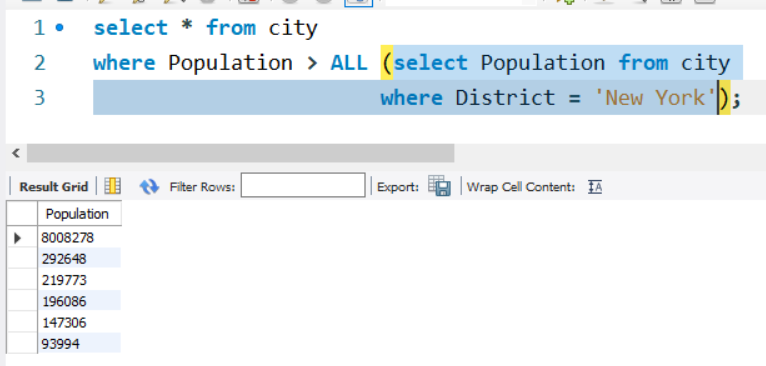 1 select * from city
2 where Population > ALL (select Population from city
3 where District = 'New York');
Result Grid Filter Rows: Export: Wrap Cell Content: IA
Population
8008278
292648
219773
196086
147306
93994